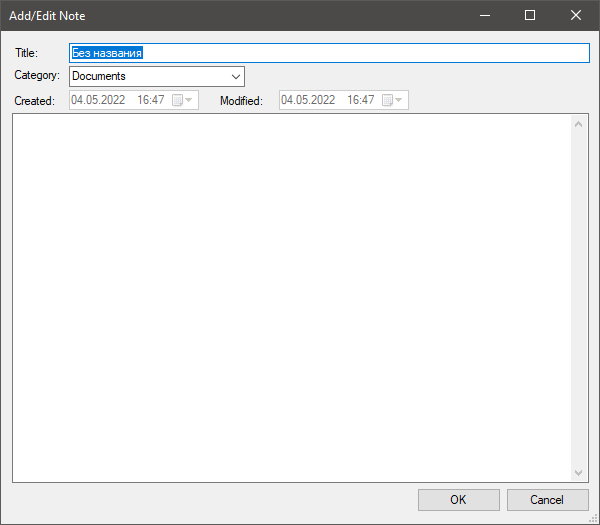 Add/Edit Note
Title: Без названия
Category: Documents
Created: 04.05.2022 16:47 Modified: 04.05.2022 16:47
OK Cancel